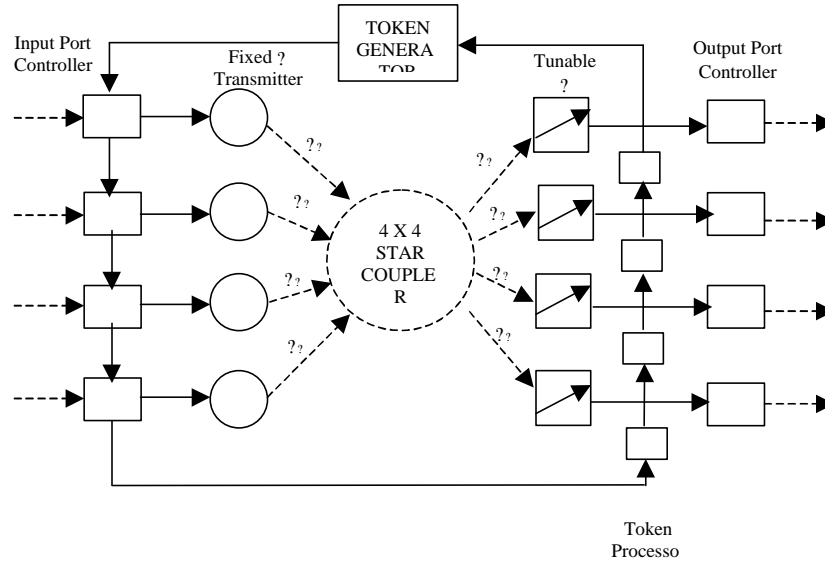 TOKEN
GENERA
TOR
Input Port
Controller
Fixed ?
Transmitter
Tunable
?
Output Port
Controller
??
??
??
??
??
??
??
??
4 X 4
STAR
COUPLE
R
Token
Processo